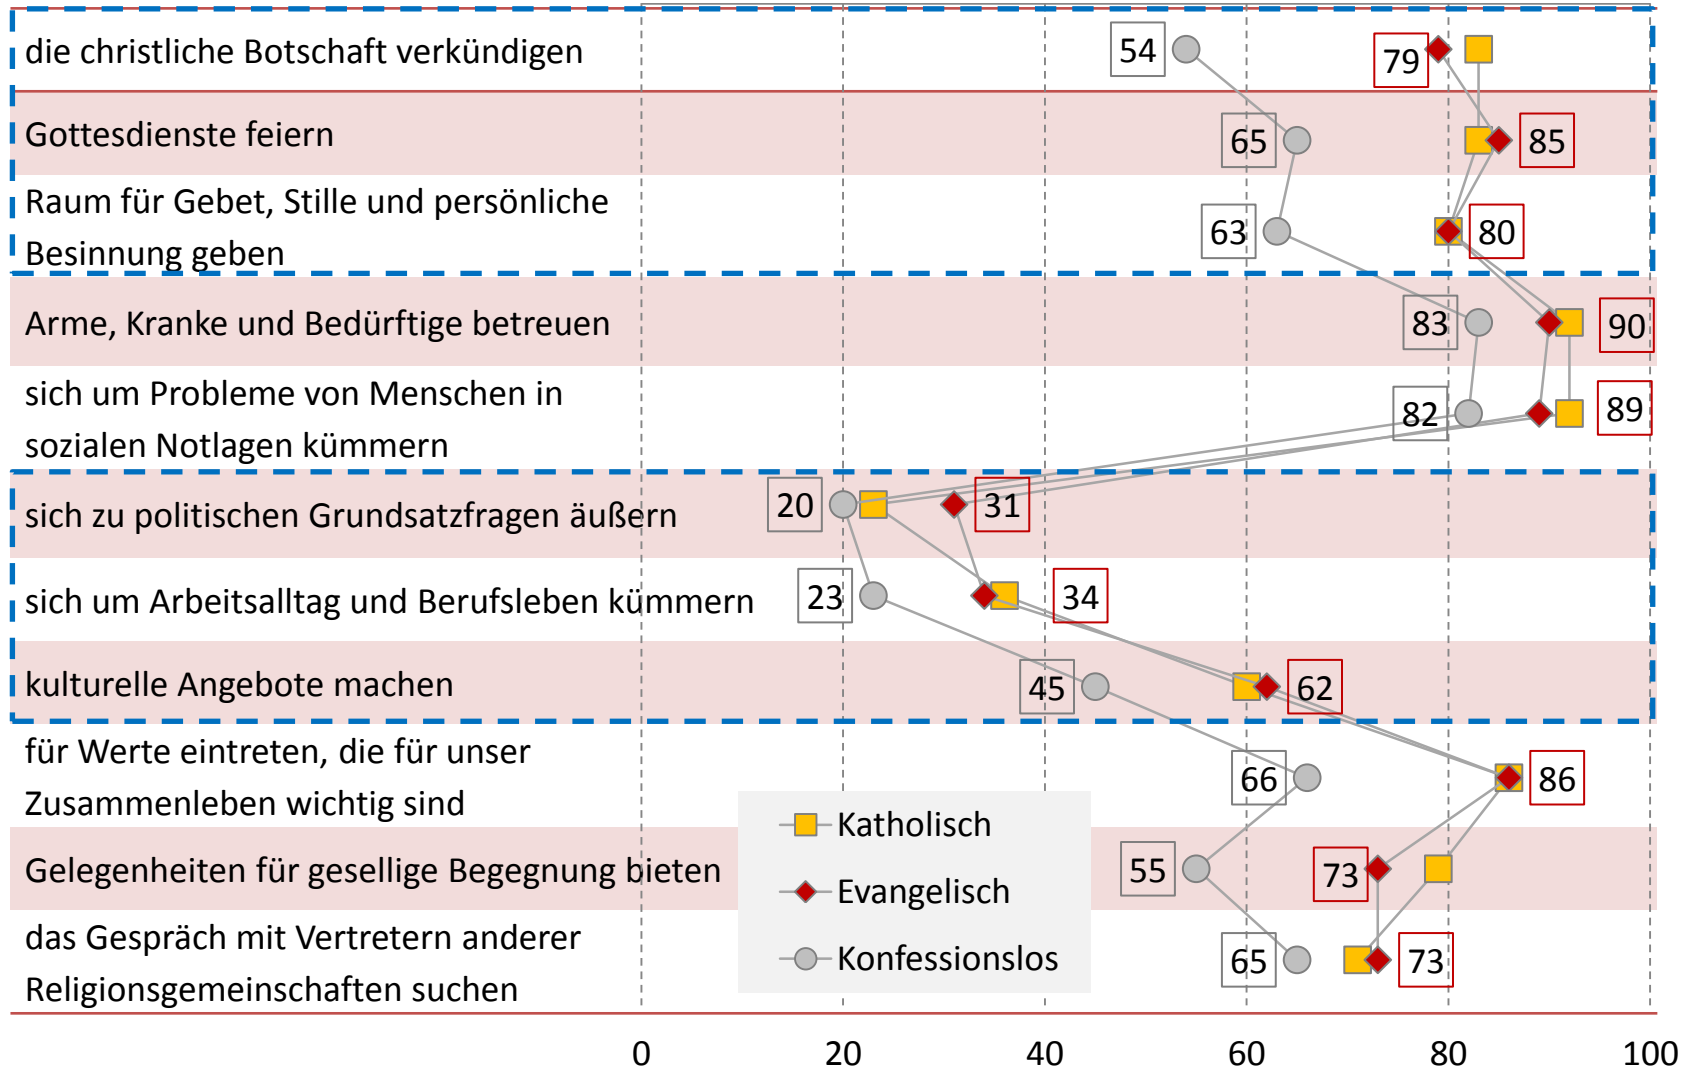 die christliche Botschaft verkündigen
54
79
Gottesdienste feiern
65
85
Raum für Gebet, Stille und persönliche
Besinnung geben
63
80
Arme, Kranke und Bedürftige betreuen
83
90
sich um Probleme von Menschen in
sozialen Notlagen kümmern
82
89
sich zu politischen Grundsatzfragen äußern
20
31
sich um Arbeitsalltag und Berufsleben kümmern
23
34
kulturelle Angebote machen
45
62
für Werte eintreten, die für unser
Zusammenleben wichtig sind
66
86
Gelegenheiten für gesellige Begegnung bieten
55
73
das Gespräch mit Vertretern anderer
Religionsgemeinschaften suchen
65
73
Katholisch
Evangelisch
Konfessionslos
0 20 40 60 80 100